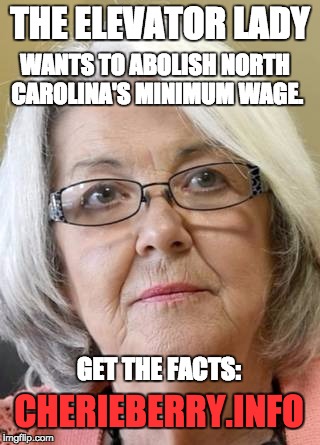 THE ELEVATOR LADY
WANTS TO ABOLISH NORTH
CAROLINA'S MINIMUM WAGE.
GET THE FACTS:
CHERIEBERRY.INFO
imgflip.com